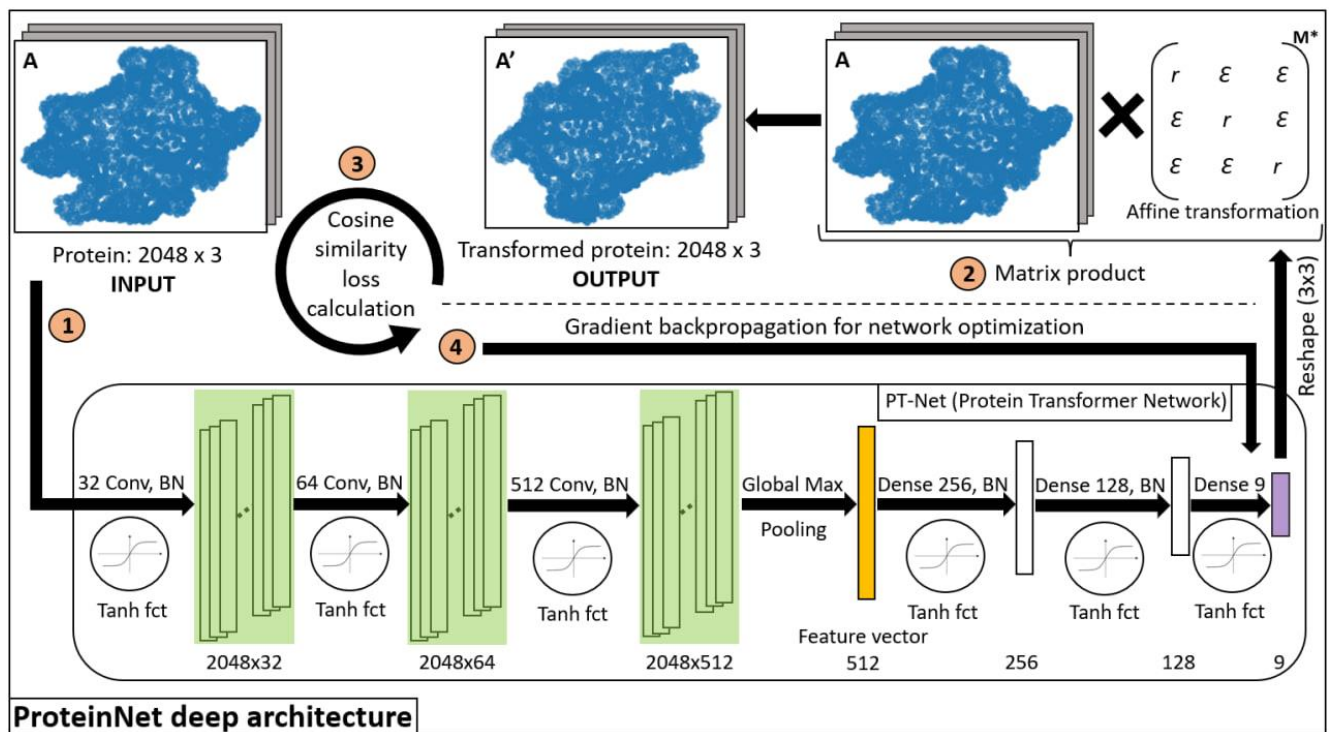 A
A'
A
M*
r ε ε
ε r ε
ε ε r
Affine transformation
Protein: 2048 x 3
INPUT
3
Cosine
similarity
loss
calculation
Transformed protein: 2048 x 3
OUTPUT
2 Matrix product
Reshape (3x3)
1
4
Gradient backpropagation for network optimization
PT-Net (Protein Transformer Network)
32 Conv, BN
Tanh fct
2048x32
64 Conv, BN
Tanh fct
2048x64
512 Conv, BN
Tanh fct
2048x512
Global Max
Pooling
Feature vector
512
Dense 256, BN
Tanh fct
256
Dense 128, BN
Tanh fct
128
Dense 9
Tanh fct
9
ProteinNet deep architecture